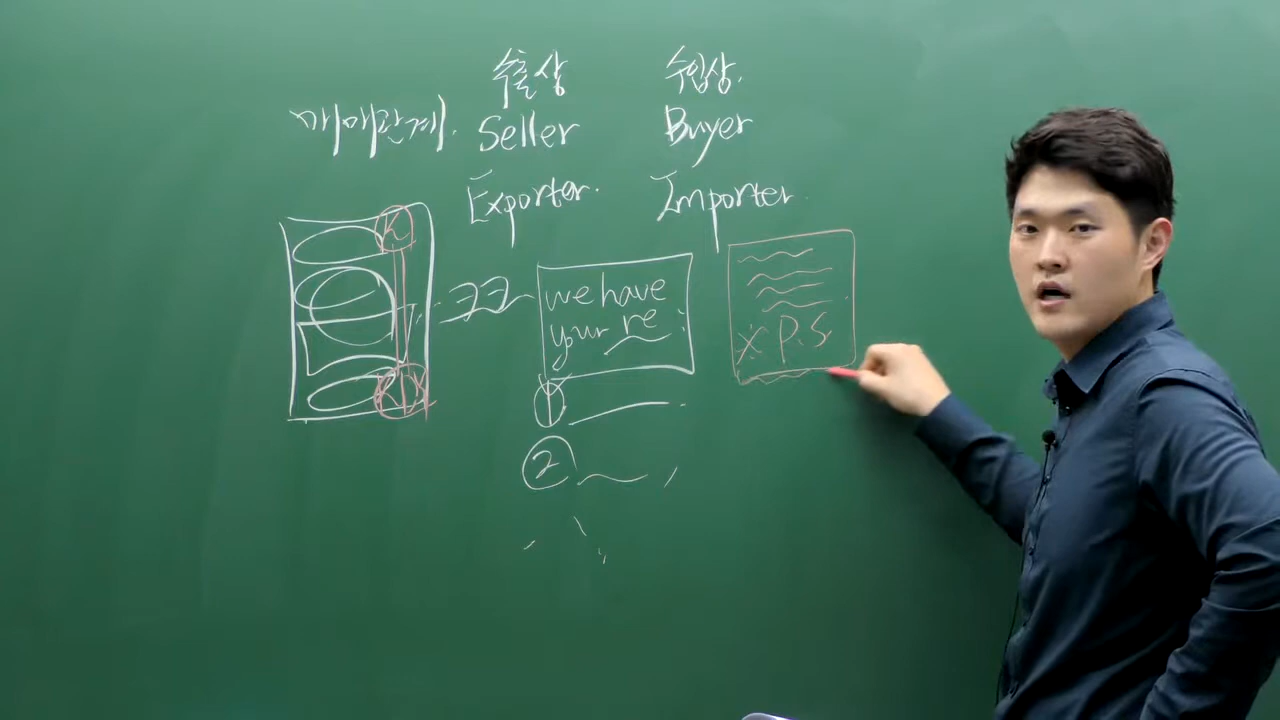 수출상 수입상.
매매관계. Seller Buyer
Exporter. Importer.
we have
your re
X P.S
①
②